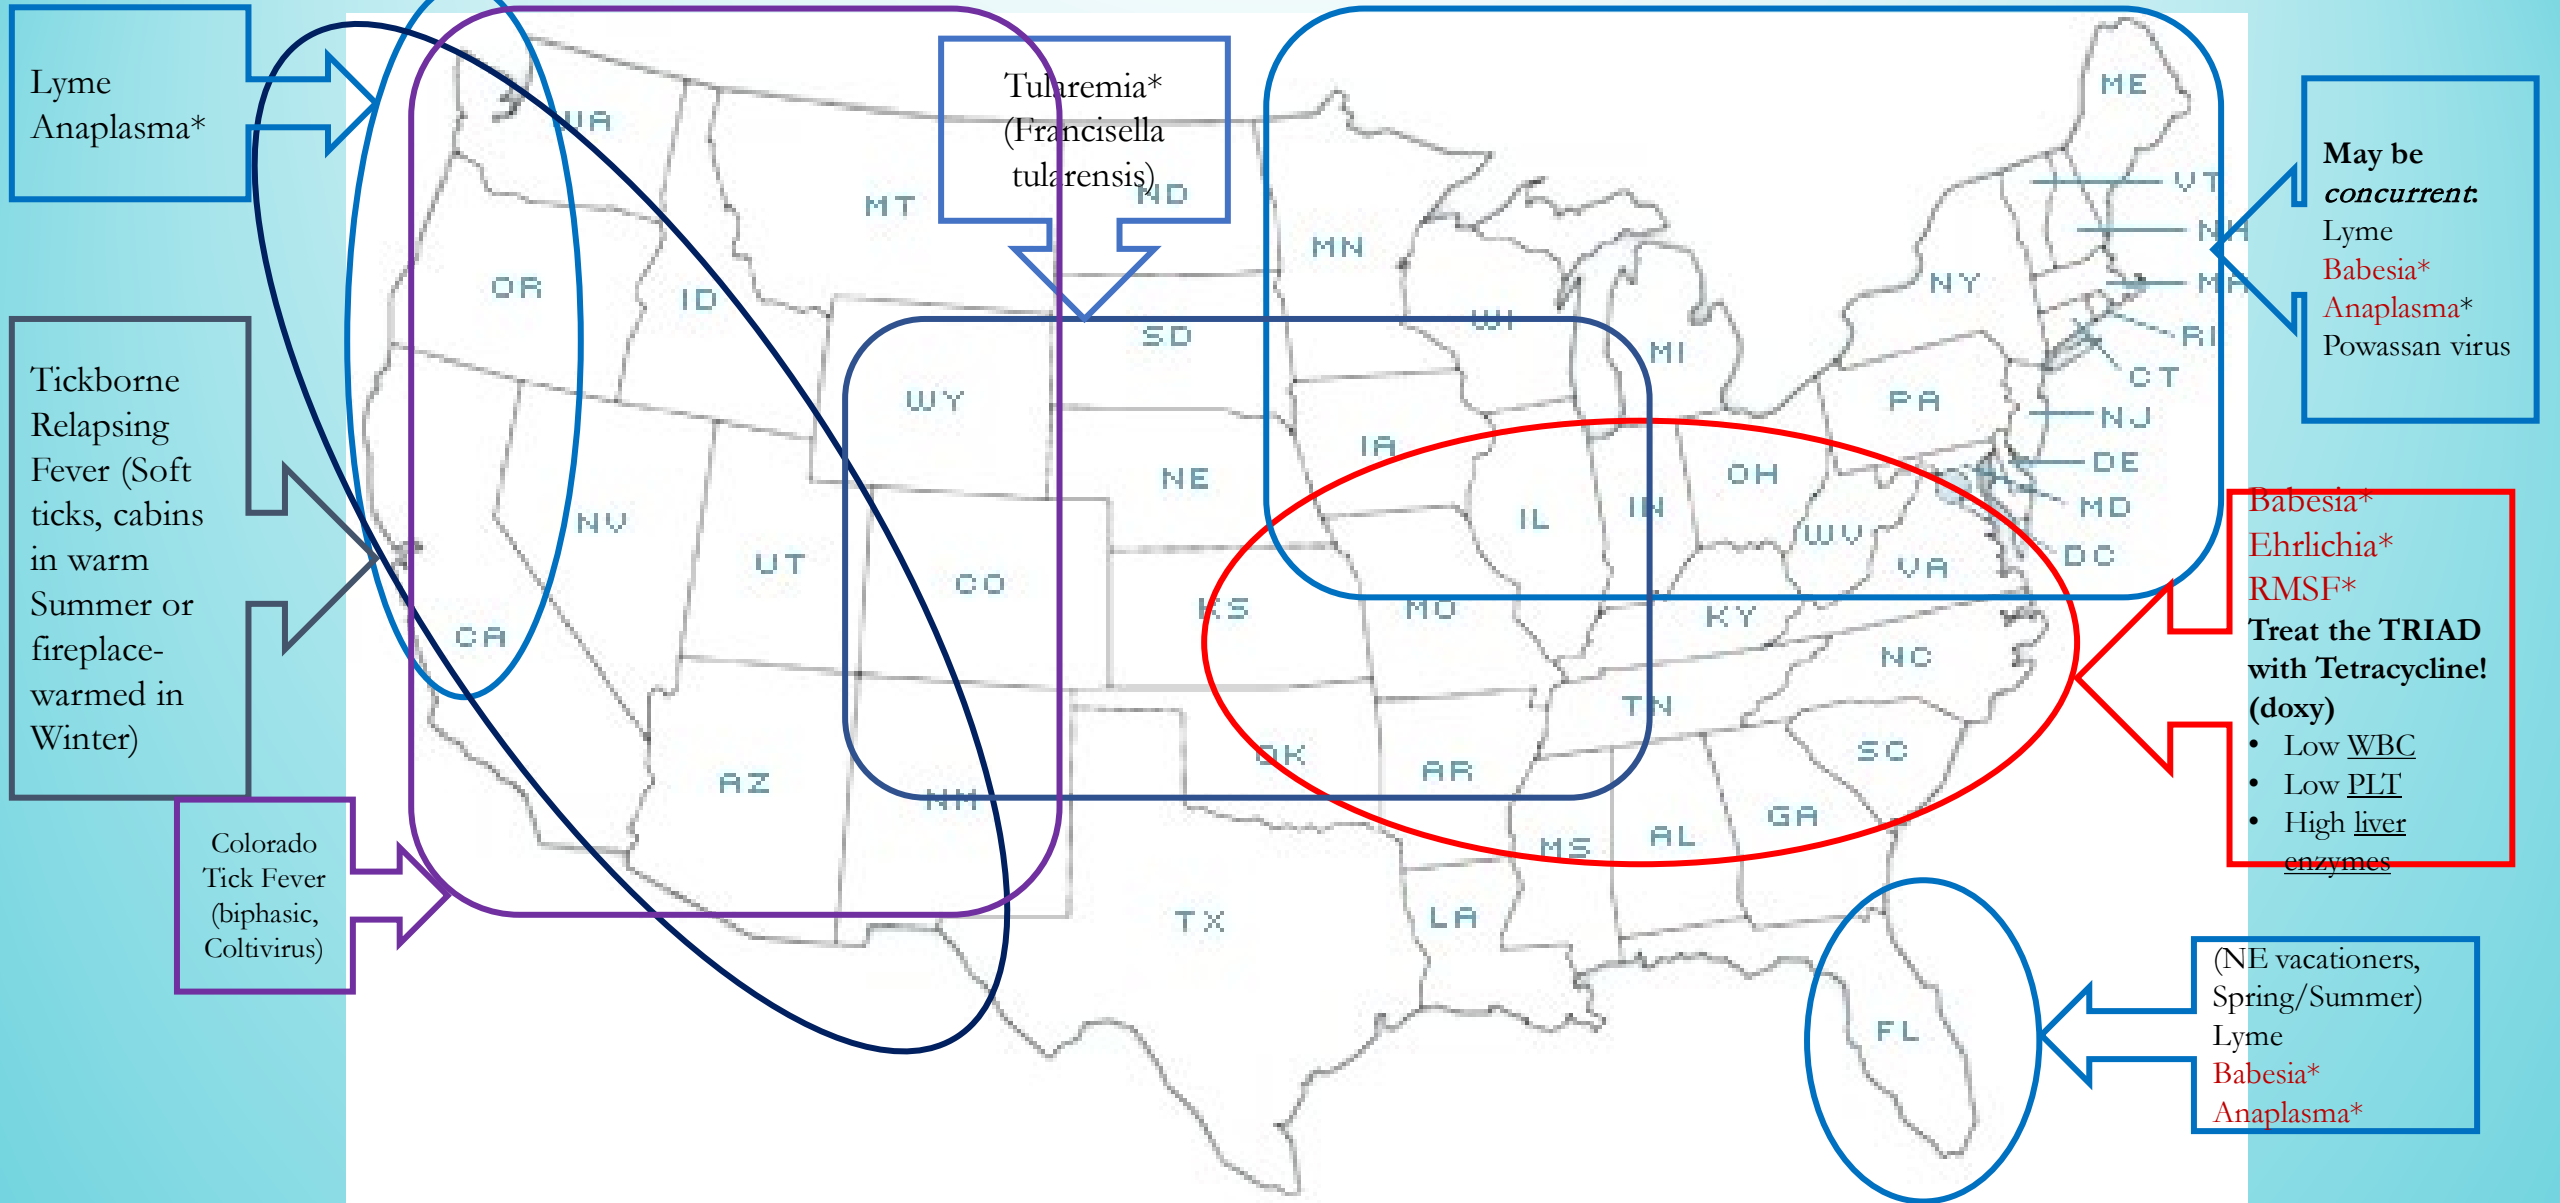 Lyme
Anaplasma*
Tickborne
Relapsing
Fever (Soft
ticks, cabins
in warm
Summer or
fireplace-
warmed in
Winter)
Colorado
Tick Fever
(biphasic,
Coltivirus)
Tularemia*
(Francisella
tularensis)
May be
concurrent:
Lyme
Babesia*
Anaplasma*
Powassan virus
Babesia*
Ehrlichia*
RMSF*
Treat the TRIAD
with Tetracycline!
(doxy)
• Low WBC
• Low PLT
• High liver
enzymes
(NE vacationers,
Spring/Summer)
Lyme
Babesia*
Anaplasma*
WA
OR
ID
MT
ND
MN
SD
WY
WI
MI
NY
ME
VT
NH
MA
RI
CT
NJ
PA
DE
MD
DC
NE
IA
IL
IN
OH
WV
VA
NV
UT
CO
KS
MO
KY
CA
AZ
NM
OK
AR
TN
NC
SC
MS
AL
GA
TX
LA
FL